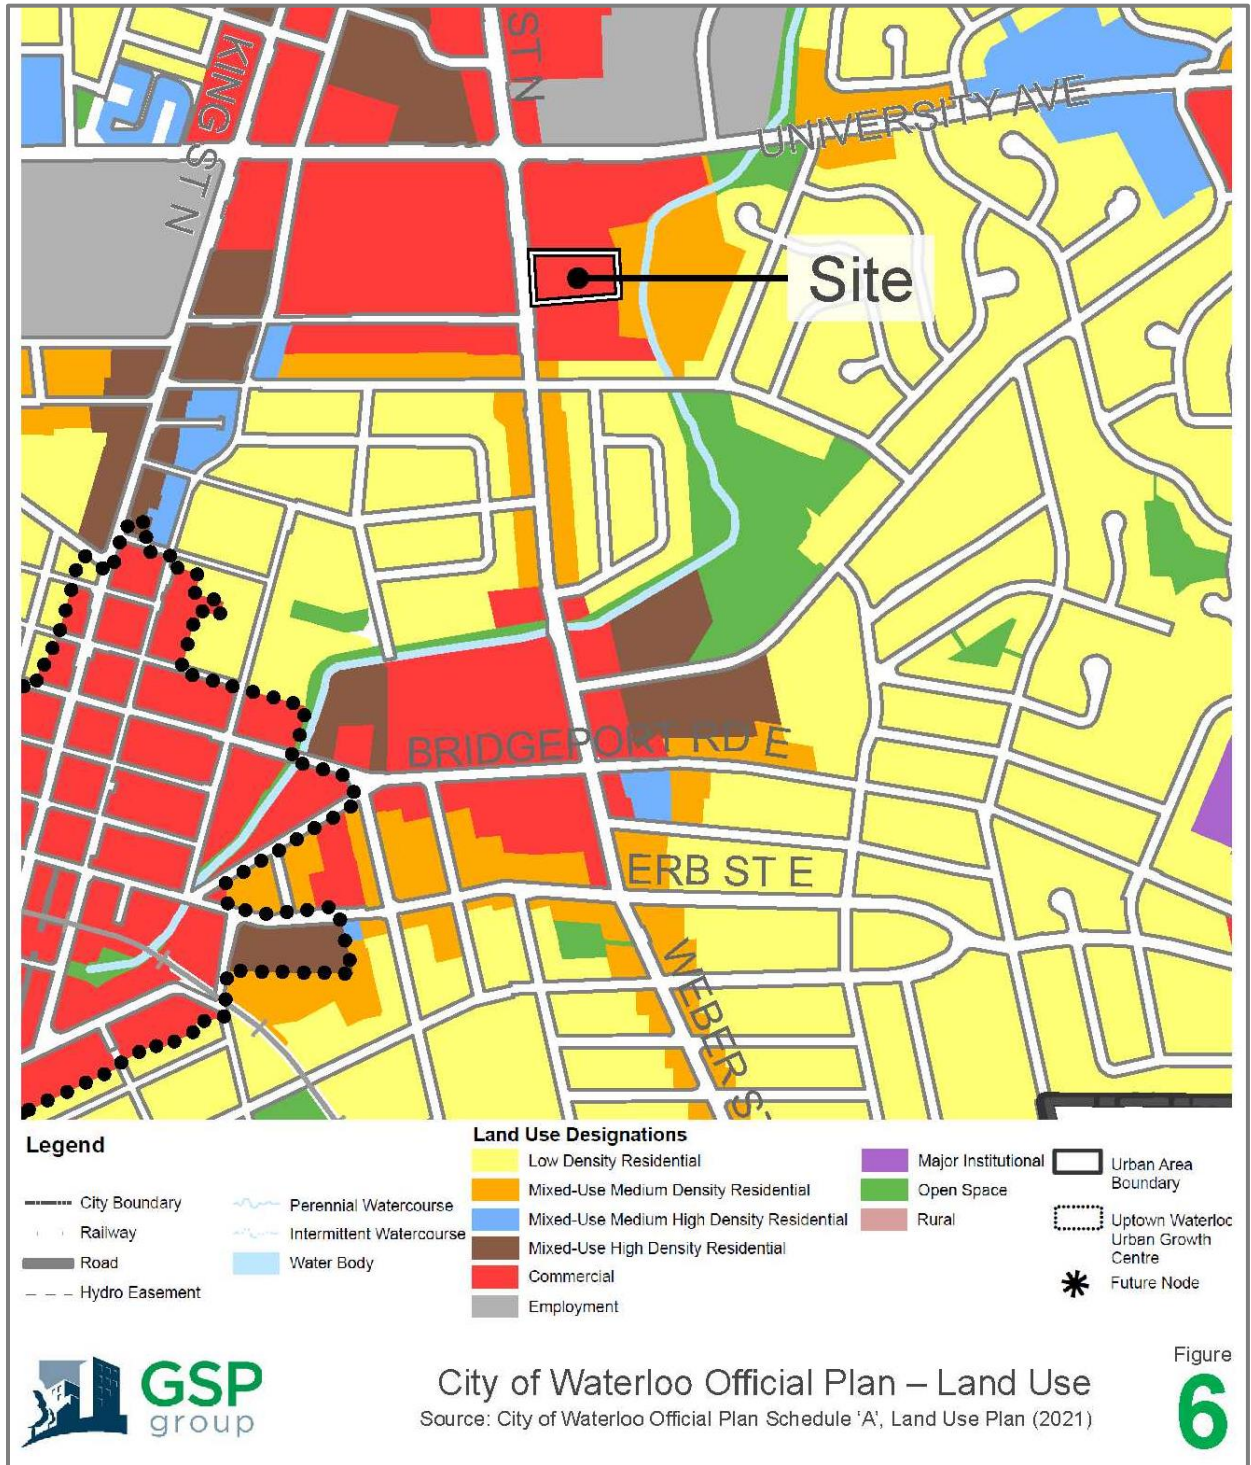 KING ST N
ST N
UNIVERSITY AVE
Site
BRIDGEPORT RD E
ERB ST E
WEBER S
Legend
City Boundary
Railway
Road
Hydro Easement
Perennial Watercourse
Intermittent Watercourse
Water Body
Land Use Designations
Low Density Residential
Mixed-Use Medium Density Residential
Mixed-Use Medium High Density Residential
Mixed-Use High Density Residential
Commercial
Employment
Major Institutional
Open Space
Rural
Urban Area
Boundary
Uptown Waterloo
Urban Growth
Centre
Future Node
GSP
group
City of Waterloo Official Plan – Land Use
Source: City of Waterloo Official Plan Schedule ‘A’, Land Use Plan (2021)
Figure
6